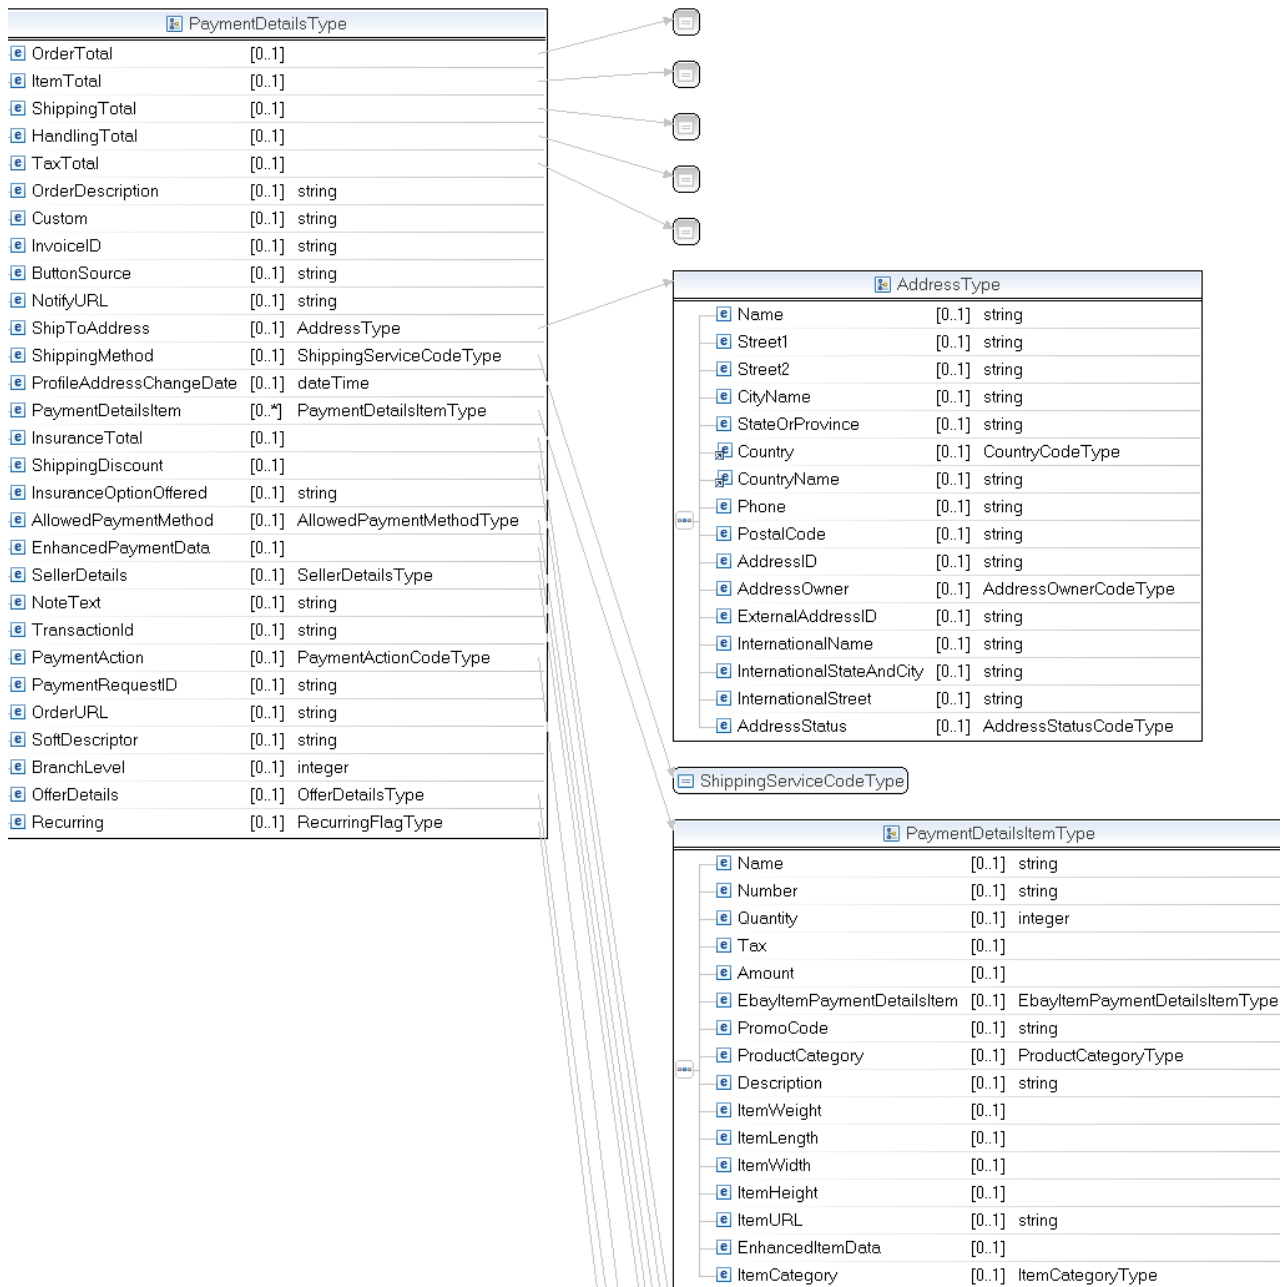 PaymentDetailsType
OrderTotal [0..1]
ItemTotal [0..1]
ShippingTotal [0..1]
HandlingTotal [0..1]
TaxTotal [0..1]
OrderDescription [0..1] string
Custom [0..1] string
InvoiceID [0..1] string
ButtonSource [0..1] string
NotifyURL [0..1] string
ShipToAddress [0..1] AddressType
ShippingMethod [0..1] ShippingServiceCodeType
ProfileAddressChangeDate [0..1] dateTime
PaymentDetailsItem [0..*] PaymentDetailsItemType
InsuranceTotal [0..1]
ShippingDiscount [0..1]
InsuranceOptionOffered [0..1] string
AllowedPaymentMethod [0..1] AllowedPaymentMethodType
EnhancedPaymentData [0..1]
SellerDetails [0..1] SellerDetailsType
NoteText [0..1] string
TransactionId [0..1] string
PaymentAction [0..1] PaymentActionCodeType
PaymentRequestID [0..1] string
OrderURL [0..1] string
SoftDescriptor [0..1] string
BranchLevel [0..1] integer
OfferDetails [0..1] OfferDetailsType
Recurring [0..1] RecurringFlagType
AddressType
Name [0..1] string
Street1 [0..1] string
Street2 [0..1] string
CityName [0..1] string
StateOrProvince [0..1] string
Country [0..1] CountryCodeType
CountryName [0..1] string
Phone [0..1] string
PostalCode [0..1] string
AddressID [0..1] string
AddressOwner [0..1] AddressOwnerCodeType
ExternalAddressID [0..1] string
InternationalName [0..1] string
InternationalStateAndCity [0..1] string
InternationalStreet [0..1] string
AddressStatus [0..1] AddressStatusCodeType
ShippingServiceCodeType
PaymentDetailsItemType
Name [0..1] string
Number [0..1] string
Quantity [0..1] integer
Tax [0..1]
Amount [0..1]
EbayItemPaymentDetailsItem [0..1] EbayItemPaymentDetailsItemType
PromoCode [0..1] string
ProductCategory [0..1] ProductCategoryType
Description [0..1] string
ItemWeight [0..1]
ItemLength [0..1]
ItemWidth [0..1]
ItemHeight [0..1]
ItemURL [0..1] string
EnhancedItemData [0..1]
ItemCategory [0..1] ItemCategoryType